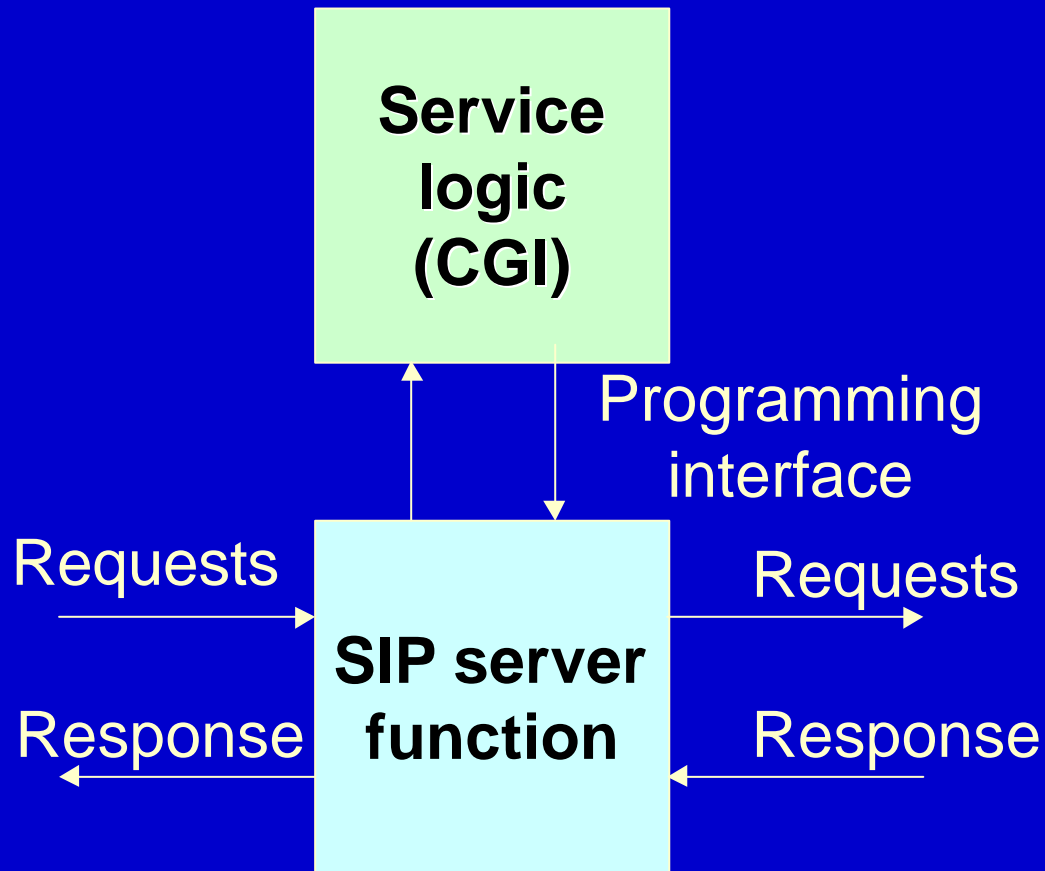 Service
logic
(CGI)
Programming
interface
Requests
Requests
SIP server
function
Response
Response